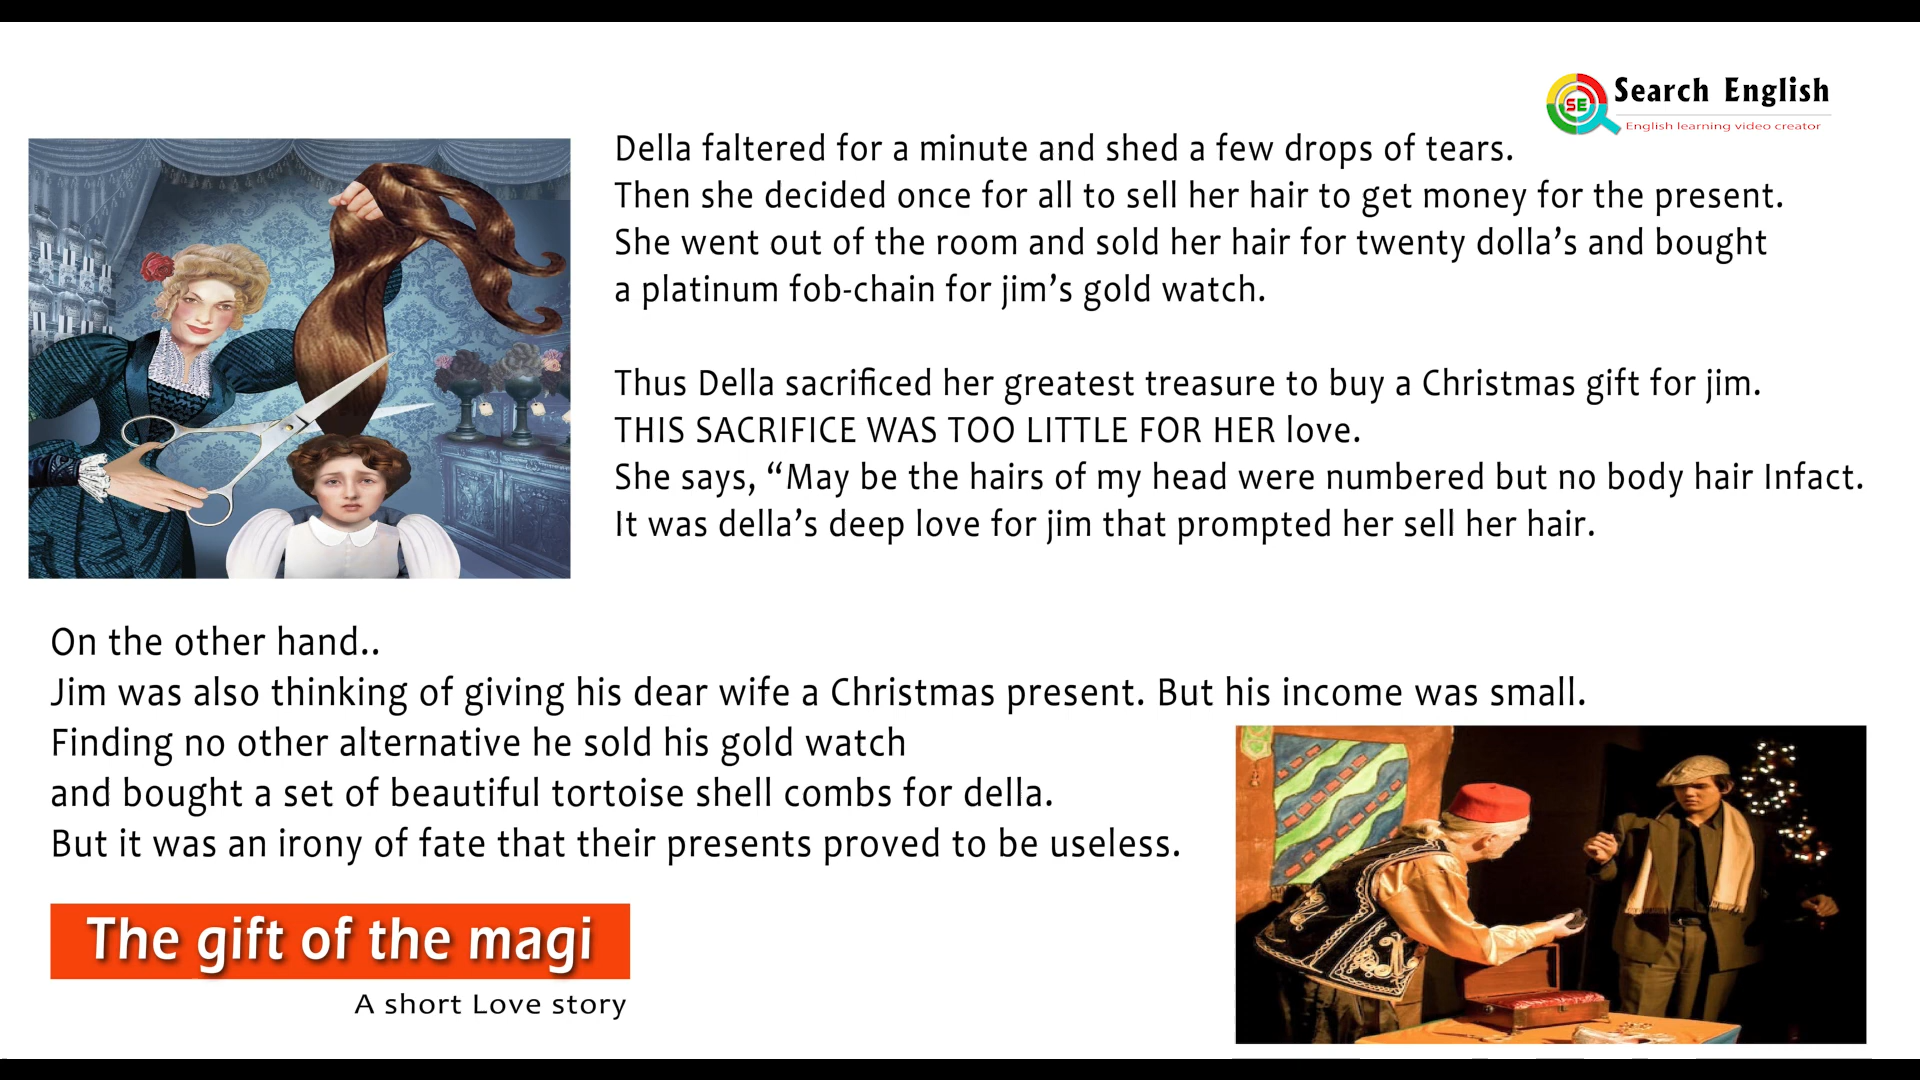 SE
Search English
English learning video creator
Della faltered for a minute and shed a few drops of tears.
Then she decided once for all to sell her hair to get money for the present.
She went out of the room and sold her hair for twenty dolla’s and bought
a platinum fob-chain for jim’s gold watch.
Thus Della sacrificed her greatest treasure to buy a Christmas gift for jim.
THIS SACRIFICE WAS TOO LITTLE FOR HER love.
She says, “May be the hairs of my head were numbered but no body hair Infact.
It was della’s deep love for jim that prompted her sell her hair.
On the other hand..
Jim was also thinking of giving his dear wife a Christmas present. But his income was small.
Finding no other alternative he sold his gold watch
and bought a set of beautiful tortoise shell combs for della.
But it was an irony of fate that their presents proved to be useless.
The gift of the magi
A short Love story